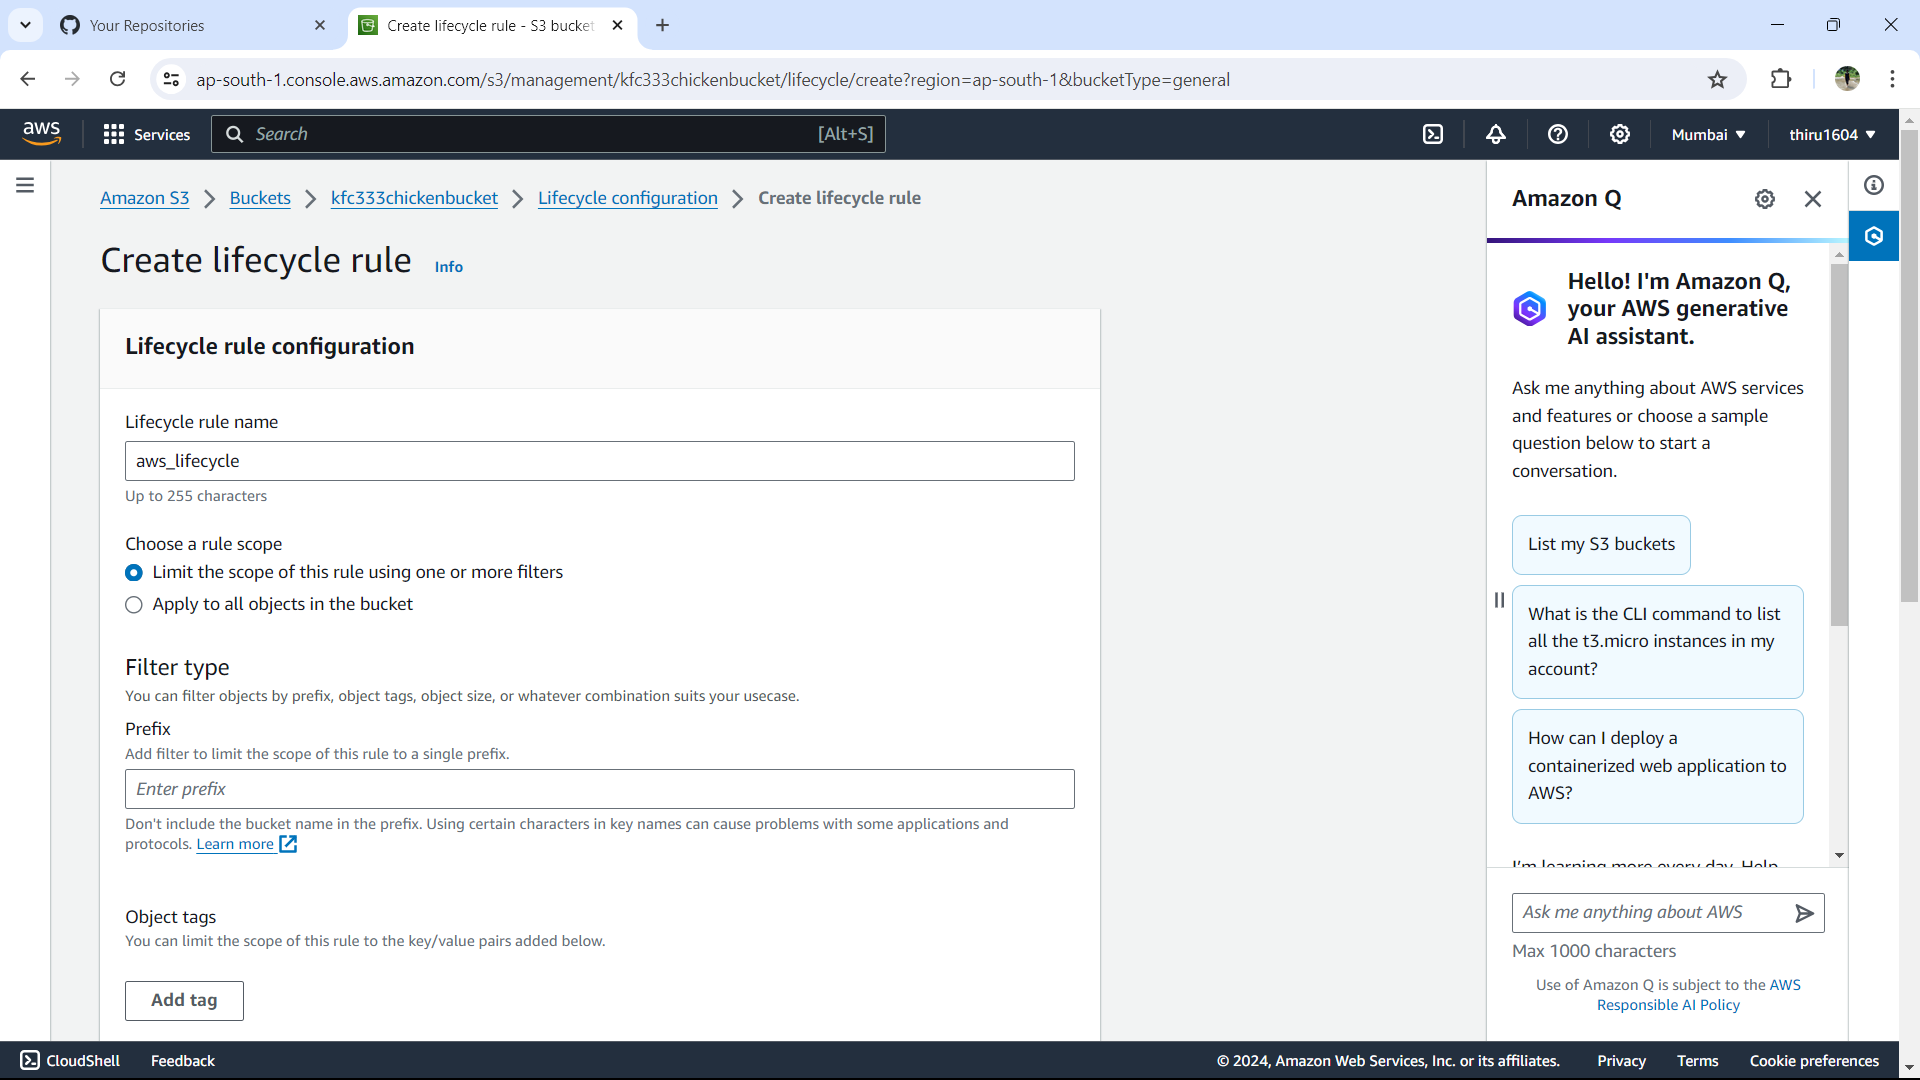 Your Repositories
Create lifecycle rule - S3 bucket
ap-south-1.console.aws.amazon.com/s3/management/kfc333chickenbucket/lifecycle/create?region=ap-south-1&bucketType=general
aws
Services
Search
[Alt+S]
Mumbai
thiru1604
Amazon S3
Buckets
kfc333chickenbucket
Lifecycle configuration
Create lifecycle rule
Create lifecycle rule
Info
Lifecycle rule configuration
Lifecycle rule name
aws_lifecycle
Up to 255 characters
Choose a rule scope
Limit the scope of this rule using one or more filters
Apply to all objects in the bucket
Filter type
You can filter objects by prefix, object tags, object size, or whatever combination suits your usecase.
Prefix
Add filter to limit the scope of this rule to a single prefix.
Enter prefix
Don't include the bucket name in the prefix. Using certain characters in key names can cause problems with some applications and
protocols. Learn more
Object tags
You can limit the scope of this rule to the key/value pairs added below.
Add tag
Amazon Q
Hello! I'm Amazon Q,
your AWS generative
AI assistant.
Ask me anything about AWS services
and features or choose a sample
question below to start a
conversation.
List my S3 buckets
What is the CLI command to list
all the t3.micro instances in my
account?
How can I deploy a
containerized web application to
AWS?
I'm learning more every day. Help
Ask me anything about AWS
Max 1000 characters
Use of Amazon Q is subject to the AWS
Responsible AI Policy
CloudShell
Feedback
© 2024, Amazon Web Services, Inc. or its affiliates.
Privacy
Terms
Cookie preferences